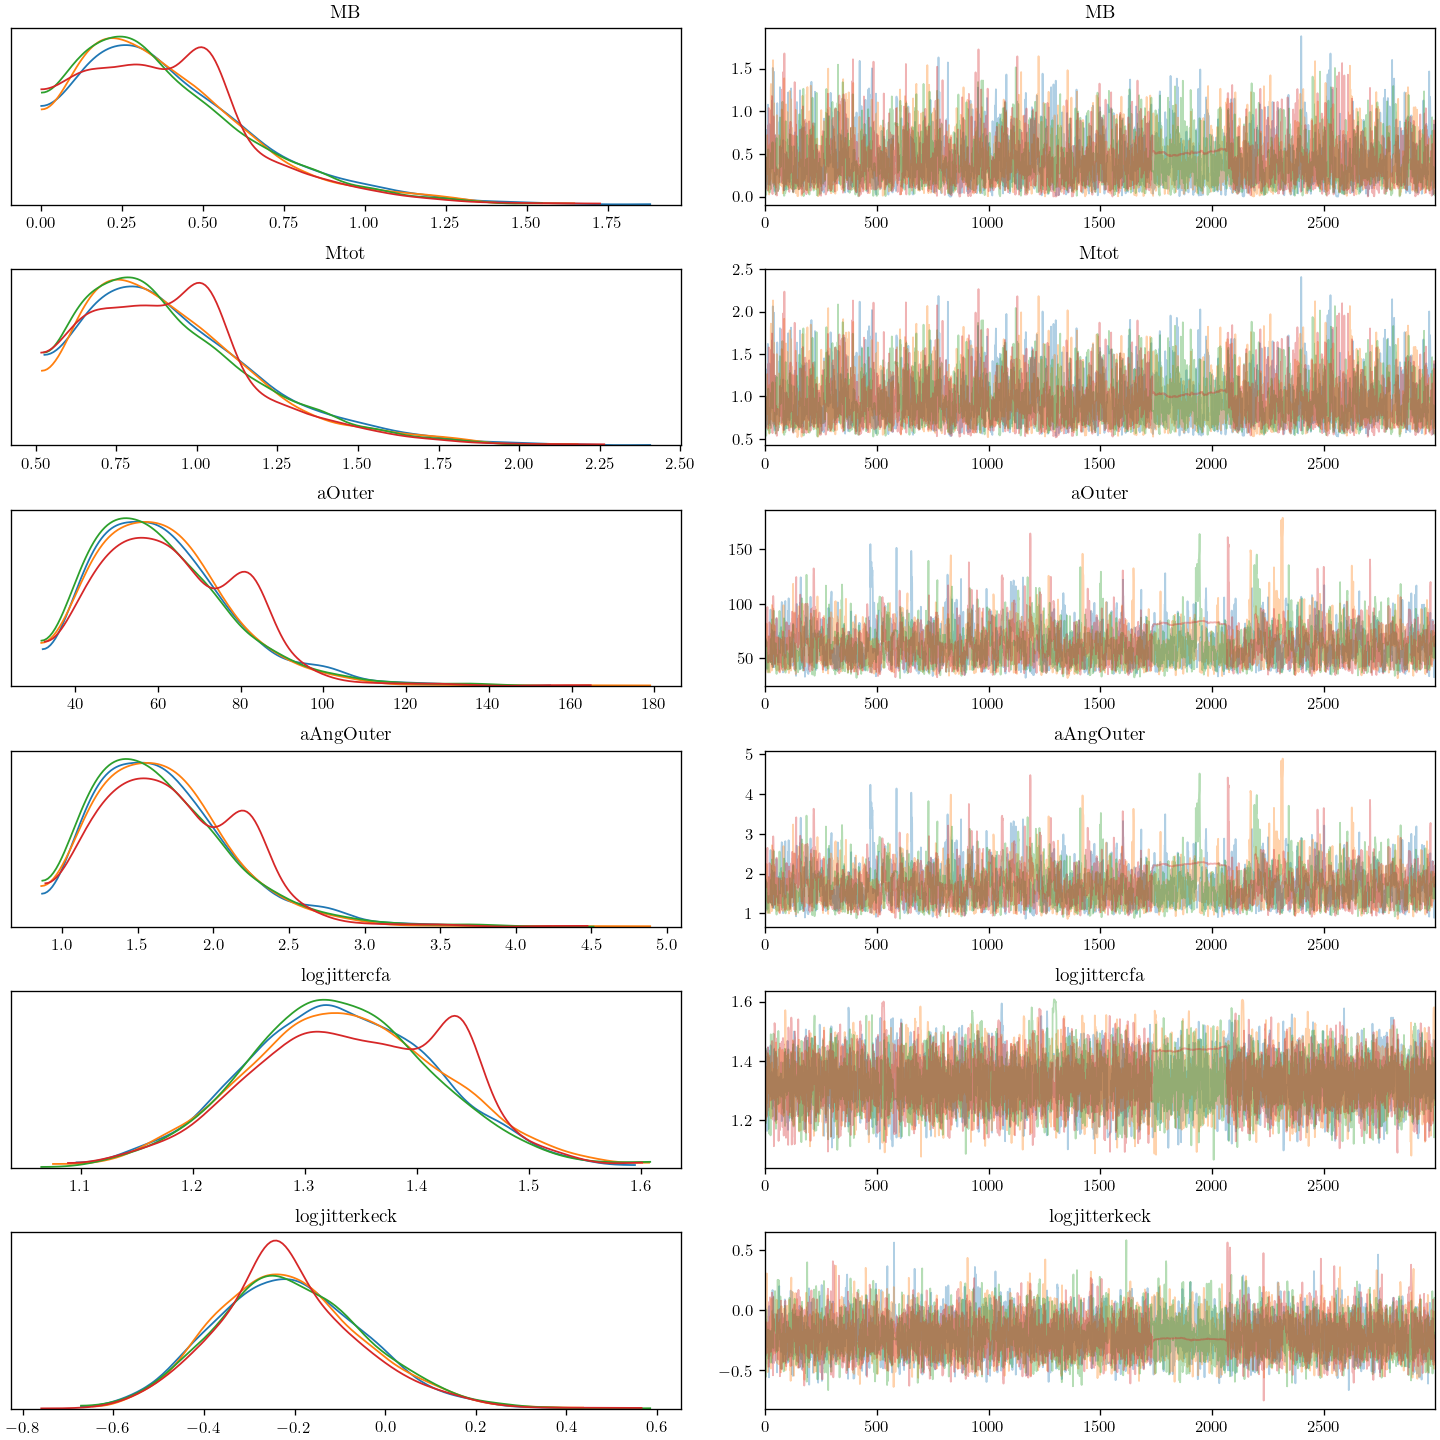 MB MB
0.00 0.25 0.50 0.75 1.00 1.25 1.50 1.75
1.5
1.0
0.5
0.0
0 500 1000 1500 2000 2500
Mtot Mtot
0.50 0.75 1.00 1.25 1.50 1.75 2.00 2.25 2.50
2.5
2.0
1.5
1.0
0.5
0 500 1000 1500 2000 2500
aOuter aOuter
40 60 80 100 120 140 160 180
150
100
50
0 500 1000 1500 2000 2500
aAngOuter aAngOuter
1.0 1.5 2.0 2.5 3.0 3.5 4.0 4.5 5.0
5
4
3
2
1
0 500 1000 1500 2000 2500
logjittercfa logjittercfa
1.1 1.2 1.3 1.4 1.5 1.6
1.6
1.4
1.2
0 500 1000 1500 2000 2500
logjitterkeck logjitterkeck
−0.8 −0.6 −0.4 −0.2 0.0 0.2 0.4 0.6
0.5
0.0
−0.5
0 500 1000 1500 2000 2500